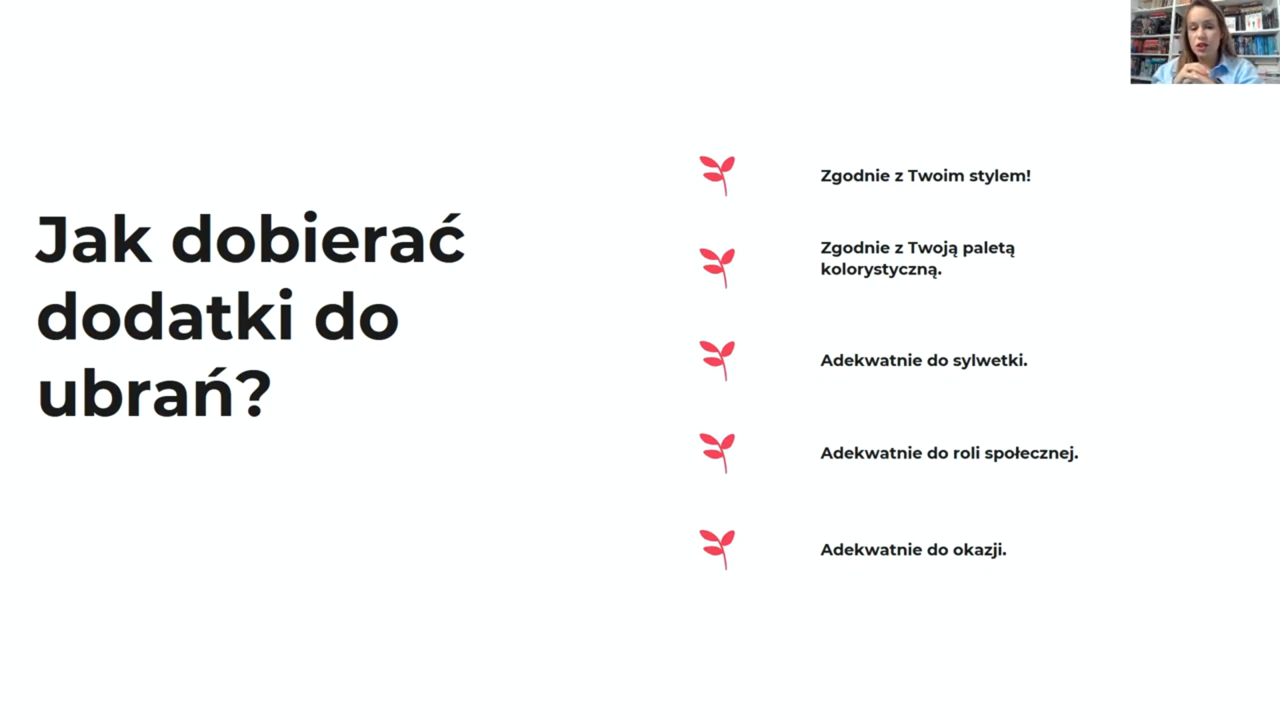 Jak dobierać
dodatki do
ubrań?
Zgodnie z Twoim stylem!
Zgodnie z Twoją paletą
kolorystyczną.
Adekwatnie do sylwetki.
Adekwatnie do roli społecznej.
Adekwatnie do okazji.